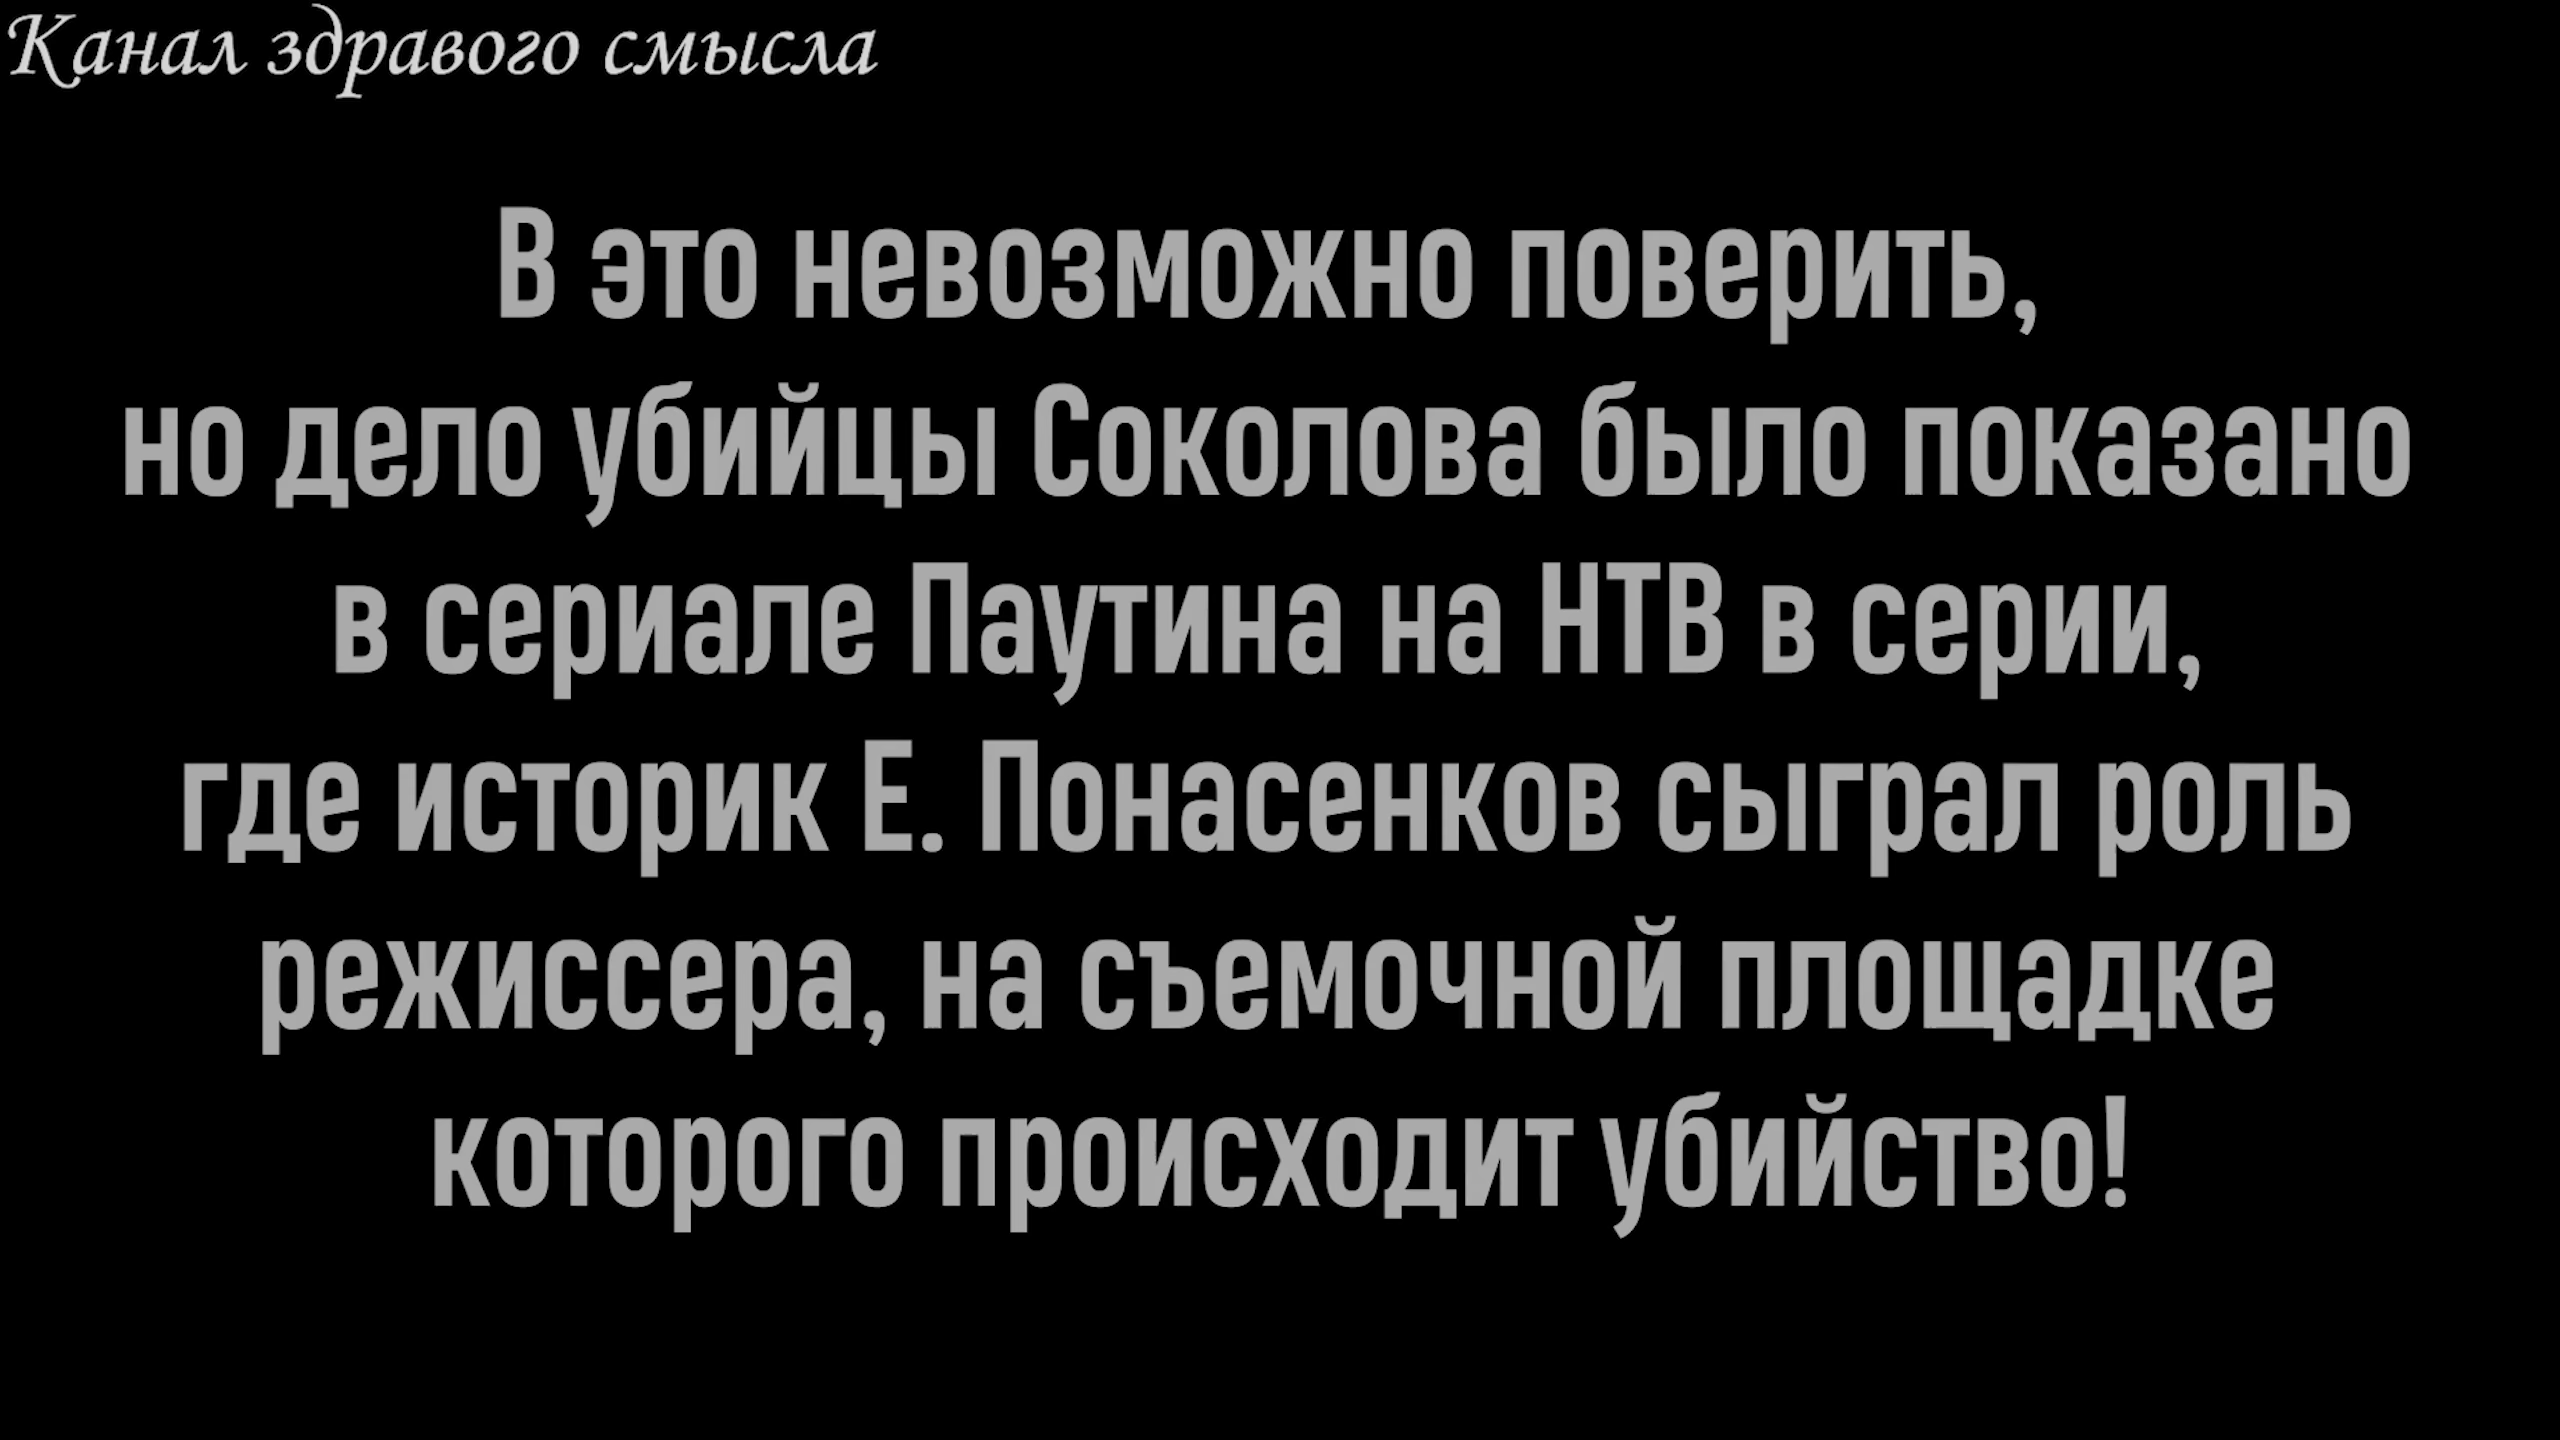 Канал здравого смысла
В это невозможно поверить,
но дело убийцы Соколова было показано
в сериале Паутина на НТВ в серии,
где историк Е. Понасенков сыграл роль
режиссера, на съемочной площадке
которого происходит убийство!